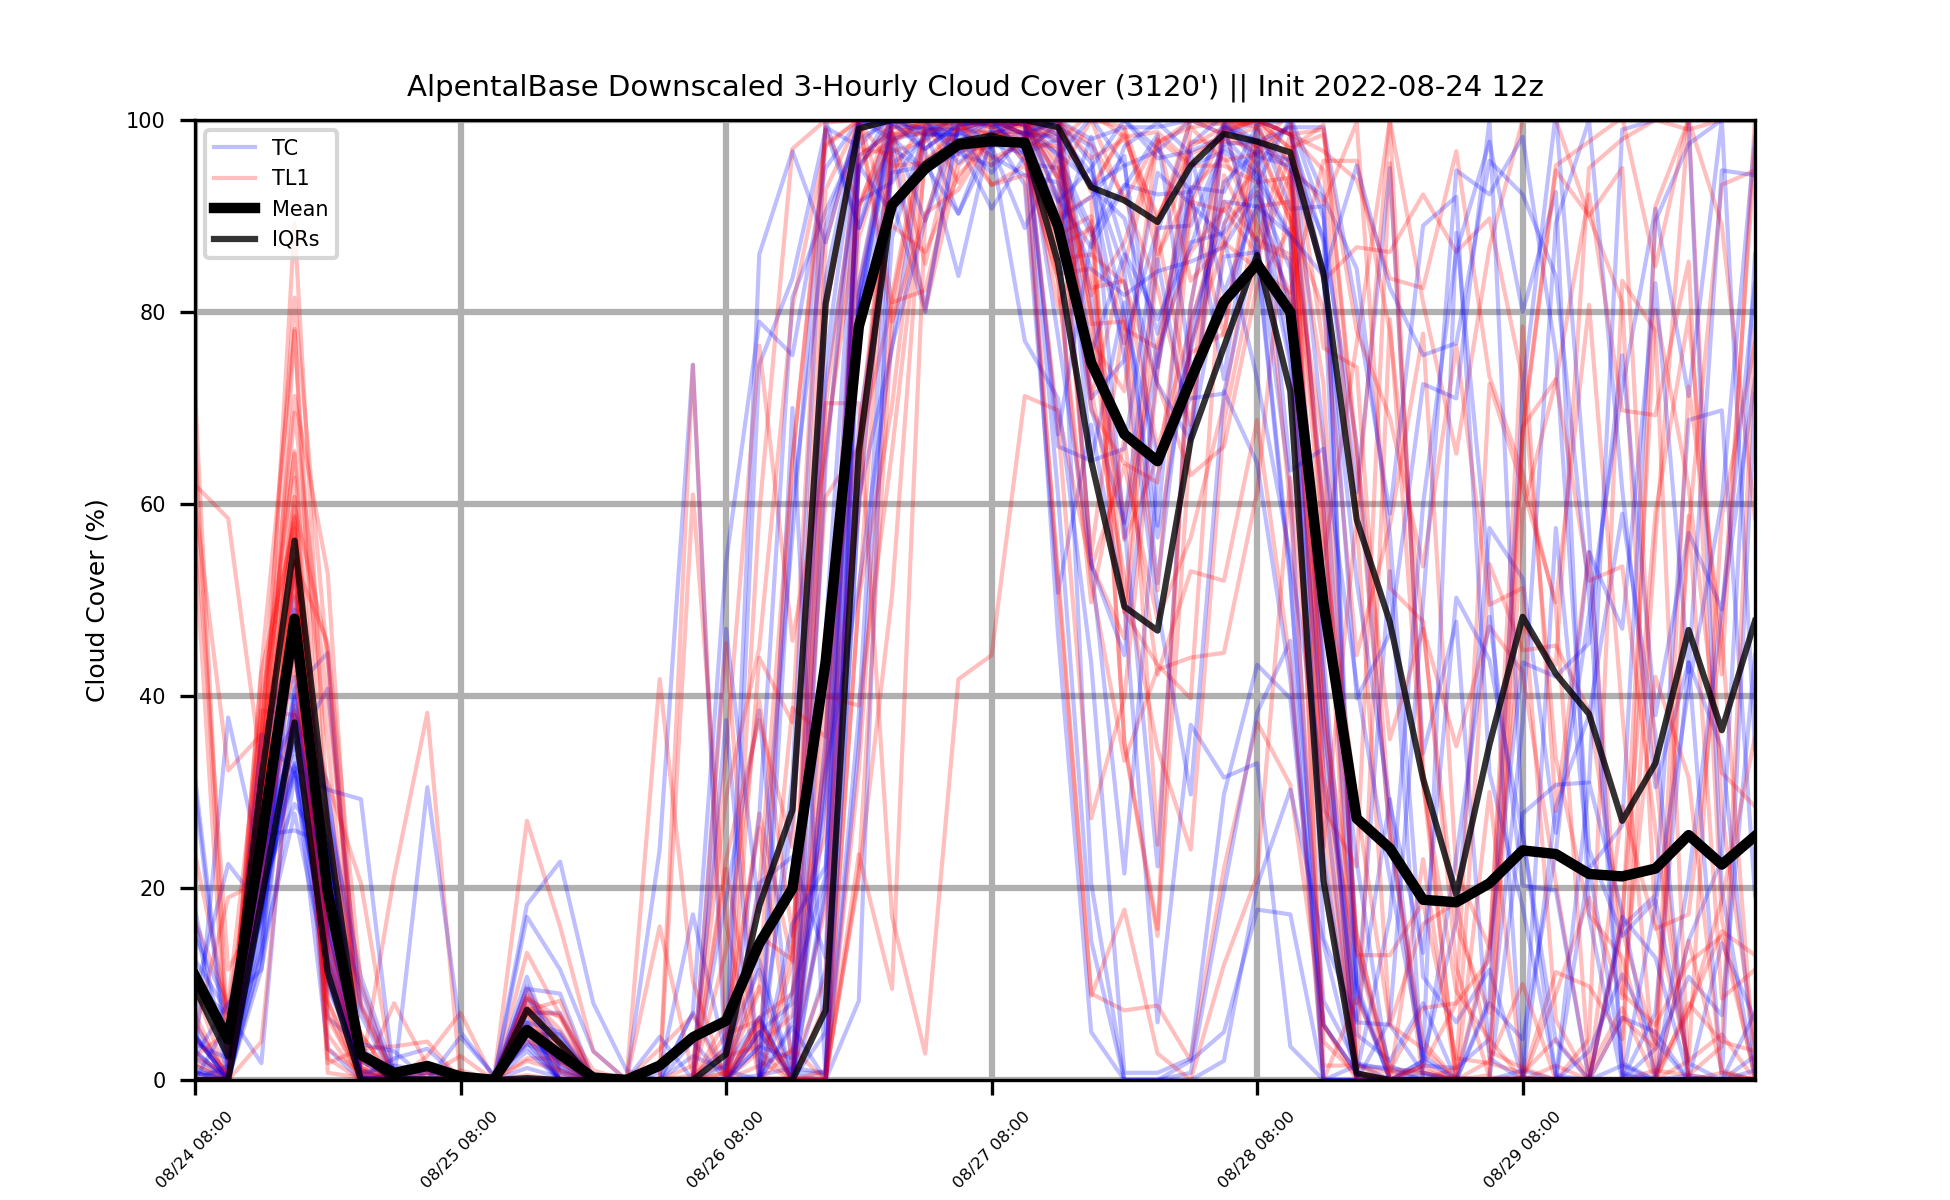 AlpentalBase Downscaled 3-Hourly Cloud Cover (3120') || Init 2022-08-24 12z
Cloud Cover (%)
100
80
60
40
20
0
TC
TL1
Mean
IQRs
08/24 08:00
08/25 08:00
08/26 08:00
08/27 08:00
08/28 08:00
08/29 08:00